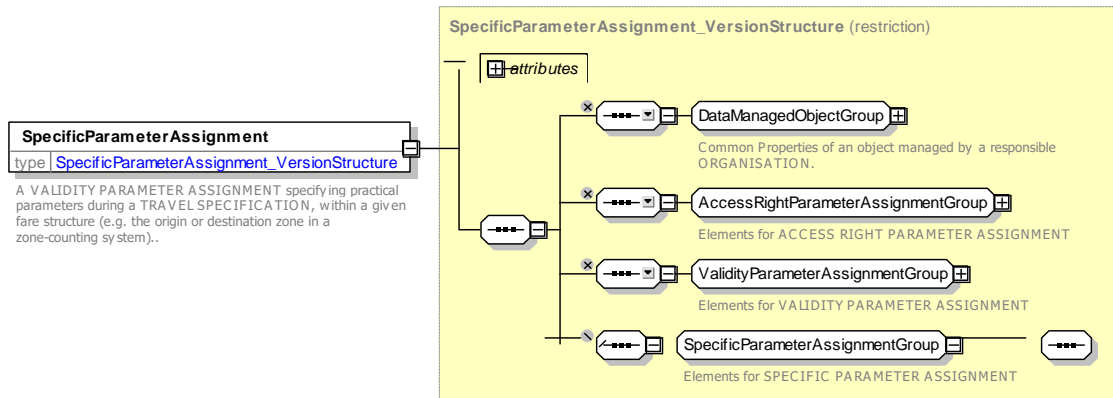 SpecificParameterAssignment_VersionStructure (restriction)
attributes
DataManagedObjectGroup
Common Properties of an object managed by a responsible
ORGANISATION.
SpecificParameterAssignment
type SpecificParameterAssignment_VersionStructure
A VALIDITY PARAMETER ASSIGNMENT specifying practical
parameters during a TRAVEL SPECIFICATION, within a given
fare structure (e.g. the origin or destination zone in a
zone-counting system)..
AccessRightParameterAssignmentGroup
Elements for ACCESS RIGHT PARAMETER ASSIGNMENT
ValidityParameterAssignmentGroup
Elements for VALIDITY PARAMETER ASSIGNMENT
SpecificParameterAssignmentGroup
Elements for SPECIFIC PARAMETER ASSIGNMENT